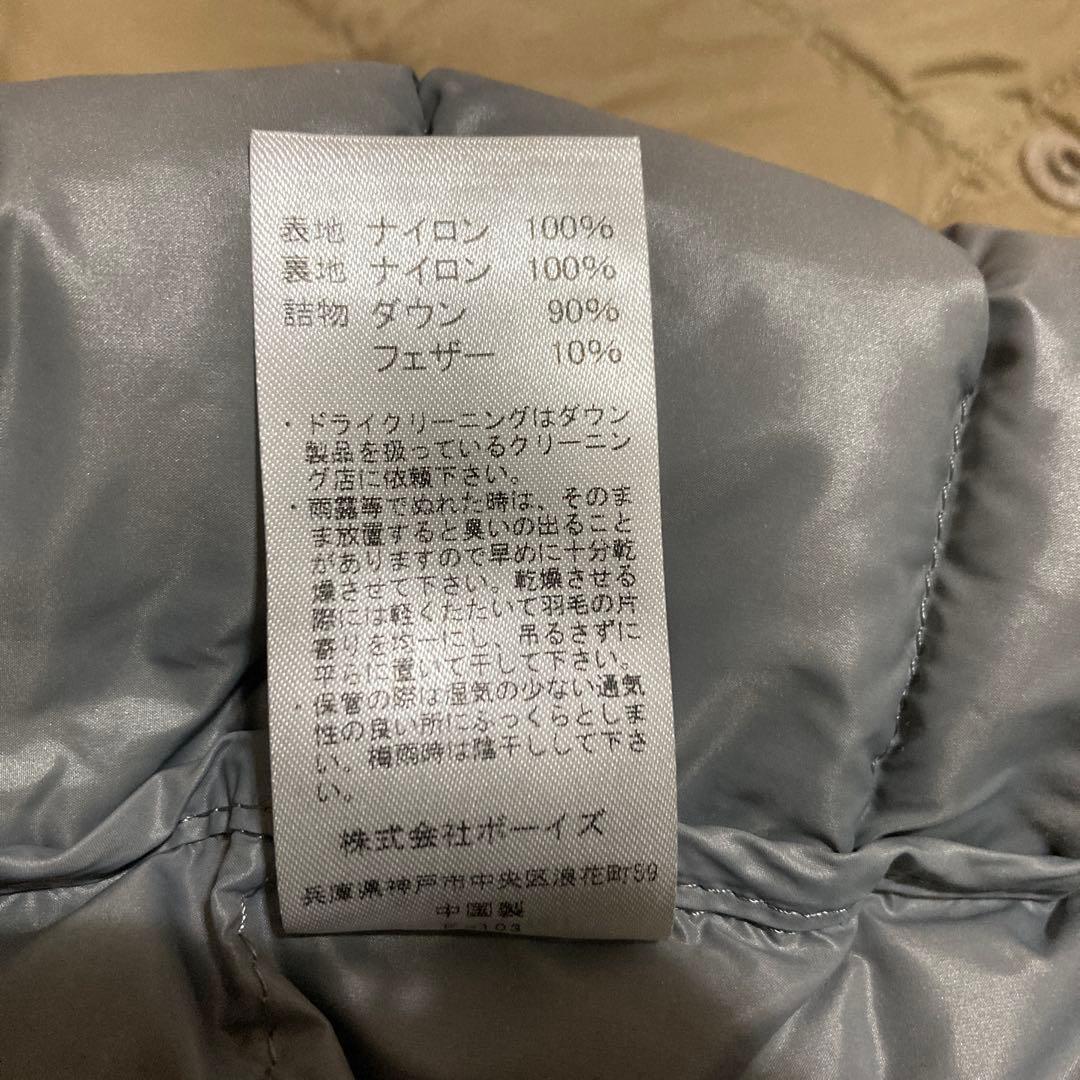 表地 ナイロン 100%
裏地 ナイロン 100%
詰物 ダウン 90%
フェザー 10%
・ドライクリーニングはダウン
製品を扱っているクリーニン
グ店に依頼下さい。
・雨露等でぬれた時は、そのま
ま放置すると臭いの出ること
がありますので早めに十分乾
燥させて下さい。乾燥させる
際には軽くたたいて羽毛の片
寄りを均一にし、吊るさずに
平らに置いて干して下さい。
・保管の際は湿気の少ない通気
性の良い所にふっくらとしま
い。梅雨時は陰干しして下さ
い。
株式会社ボーイズ
兵庫県神戸市中央区浪花町59
中国製